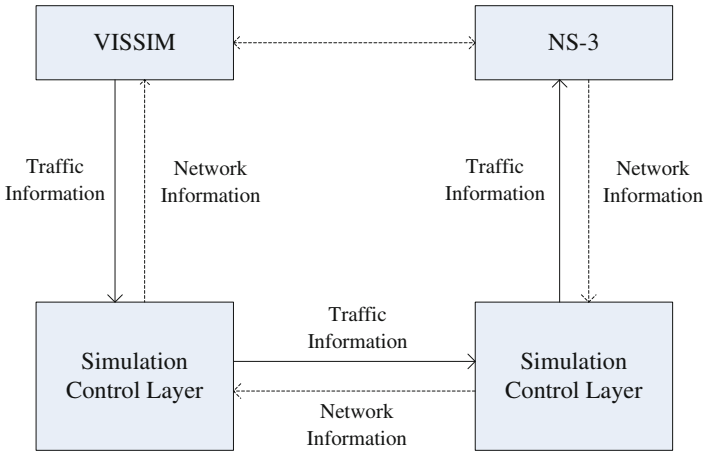 VISSIM
NS-3
Traffic
Information
Network
Information
Traffic
Information
Network
Information
Simulation
Control Layer
Traffic
Information
Network
Information
Simulation
Control Layer